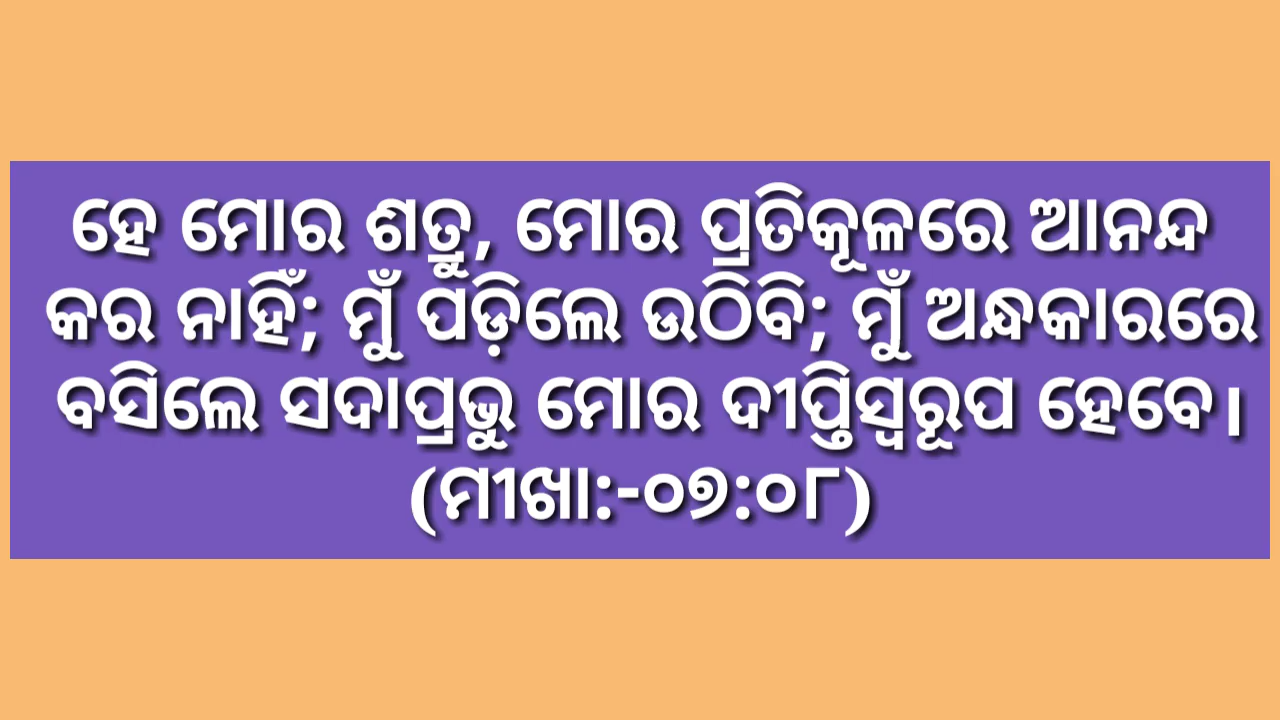 ହେ ମୋର ଶତ୍ରୁ, ମୋର ପ୍ରତିକୂଳରେ ଆନନ୍ଦ
କର ନାହିଁ; ମୁଁ ପଡ଼ିଲେ ଉଠିବି; ମୁଁ ଅନ୍ଧକାରରେ
ବସିଲେ ସଦାପ୍ରଭୁ ମୋର ଦୀପ୍ତିସ୍ୱରୂପ ହେବେ।
(ମୀଖା:-୦୭:୦୮)